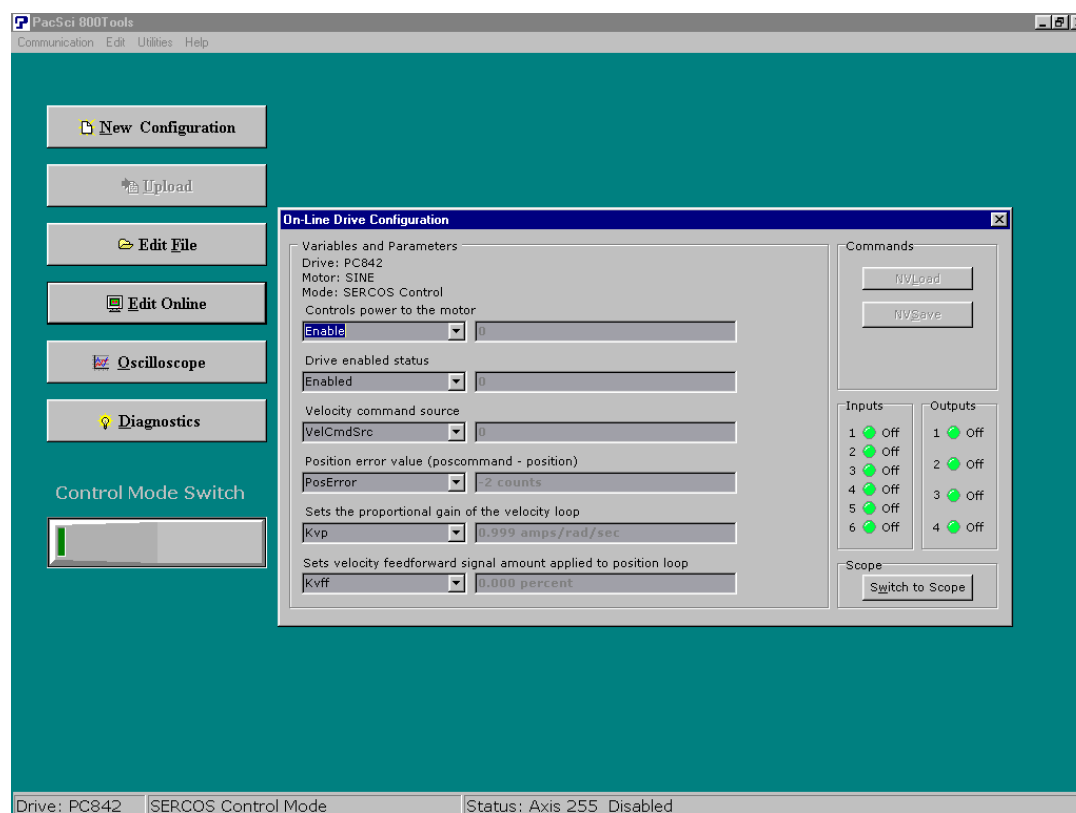 PacSci 800Tools
Communication Edit Utilities Help
New Configuration
Upload
Edit File
Edit Online
Oscilloscope
Diagnostics
Control Mode Switch
On-Line Drive Configuration
Variables and Parameters
Drive: PC842
Motor: SINE
Mode: SERCOS Control
Controls power to the motor
Enable 0
Drive enabled status
Enabled 0
Velocity command source
VelCmdSrc 0
Position error value (poscommand - position)
PosError -2 counts
Sets the proportional gain of the velocity loop
Kvp 0.999 amps/rad/sec
Sets velocity feedforward signal amount applied to position loop
Kvff 0.000 percent
Commands
NVLoad
NVSave
Inputs
1 Off
2 Off
3 Off
4 Off
5 Off
6 Off
Outputs
1 Off
2 Off
3 Off
4 Off
Scope
Switch to Scope
Drive: PC842 SERCOS Control Mode Status: Axis 255 Disabled